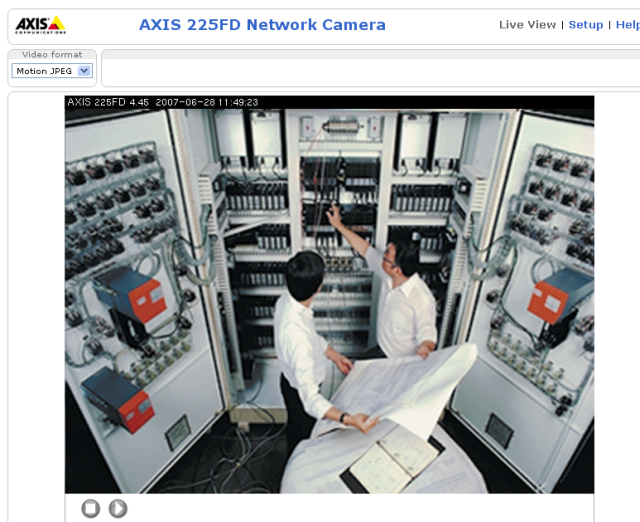 AXIS
COMMUNICATIONS
AXIS 225FD Network Camera
Live View | Setup | Help
Video format
Motion JPEG
AXIS 225FD 4.45 2007-06-28 11:49:23